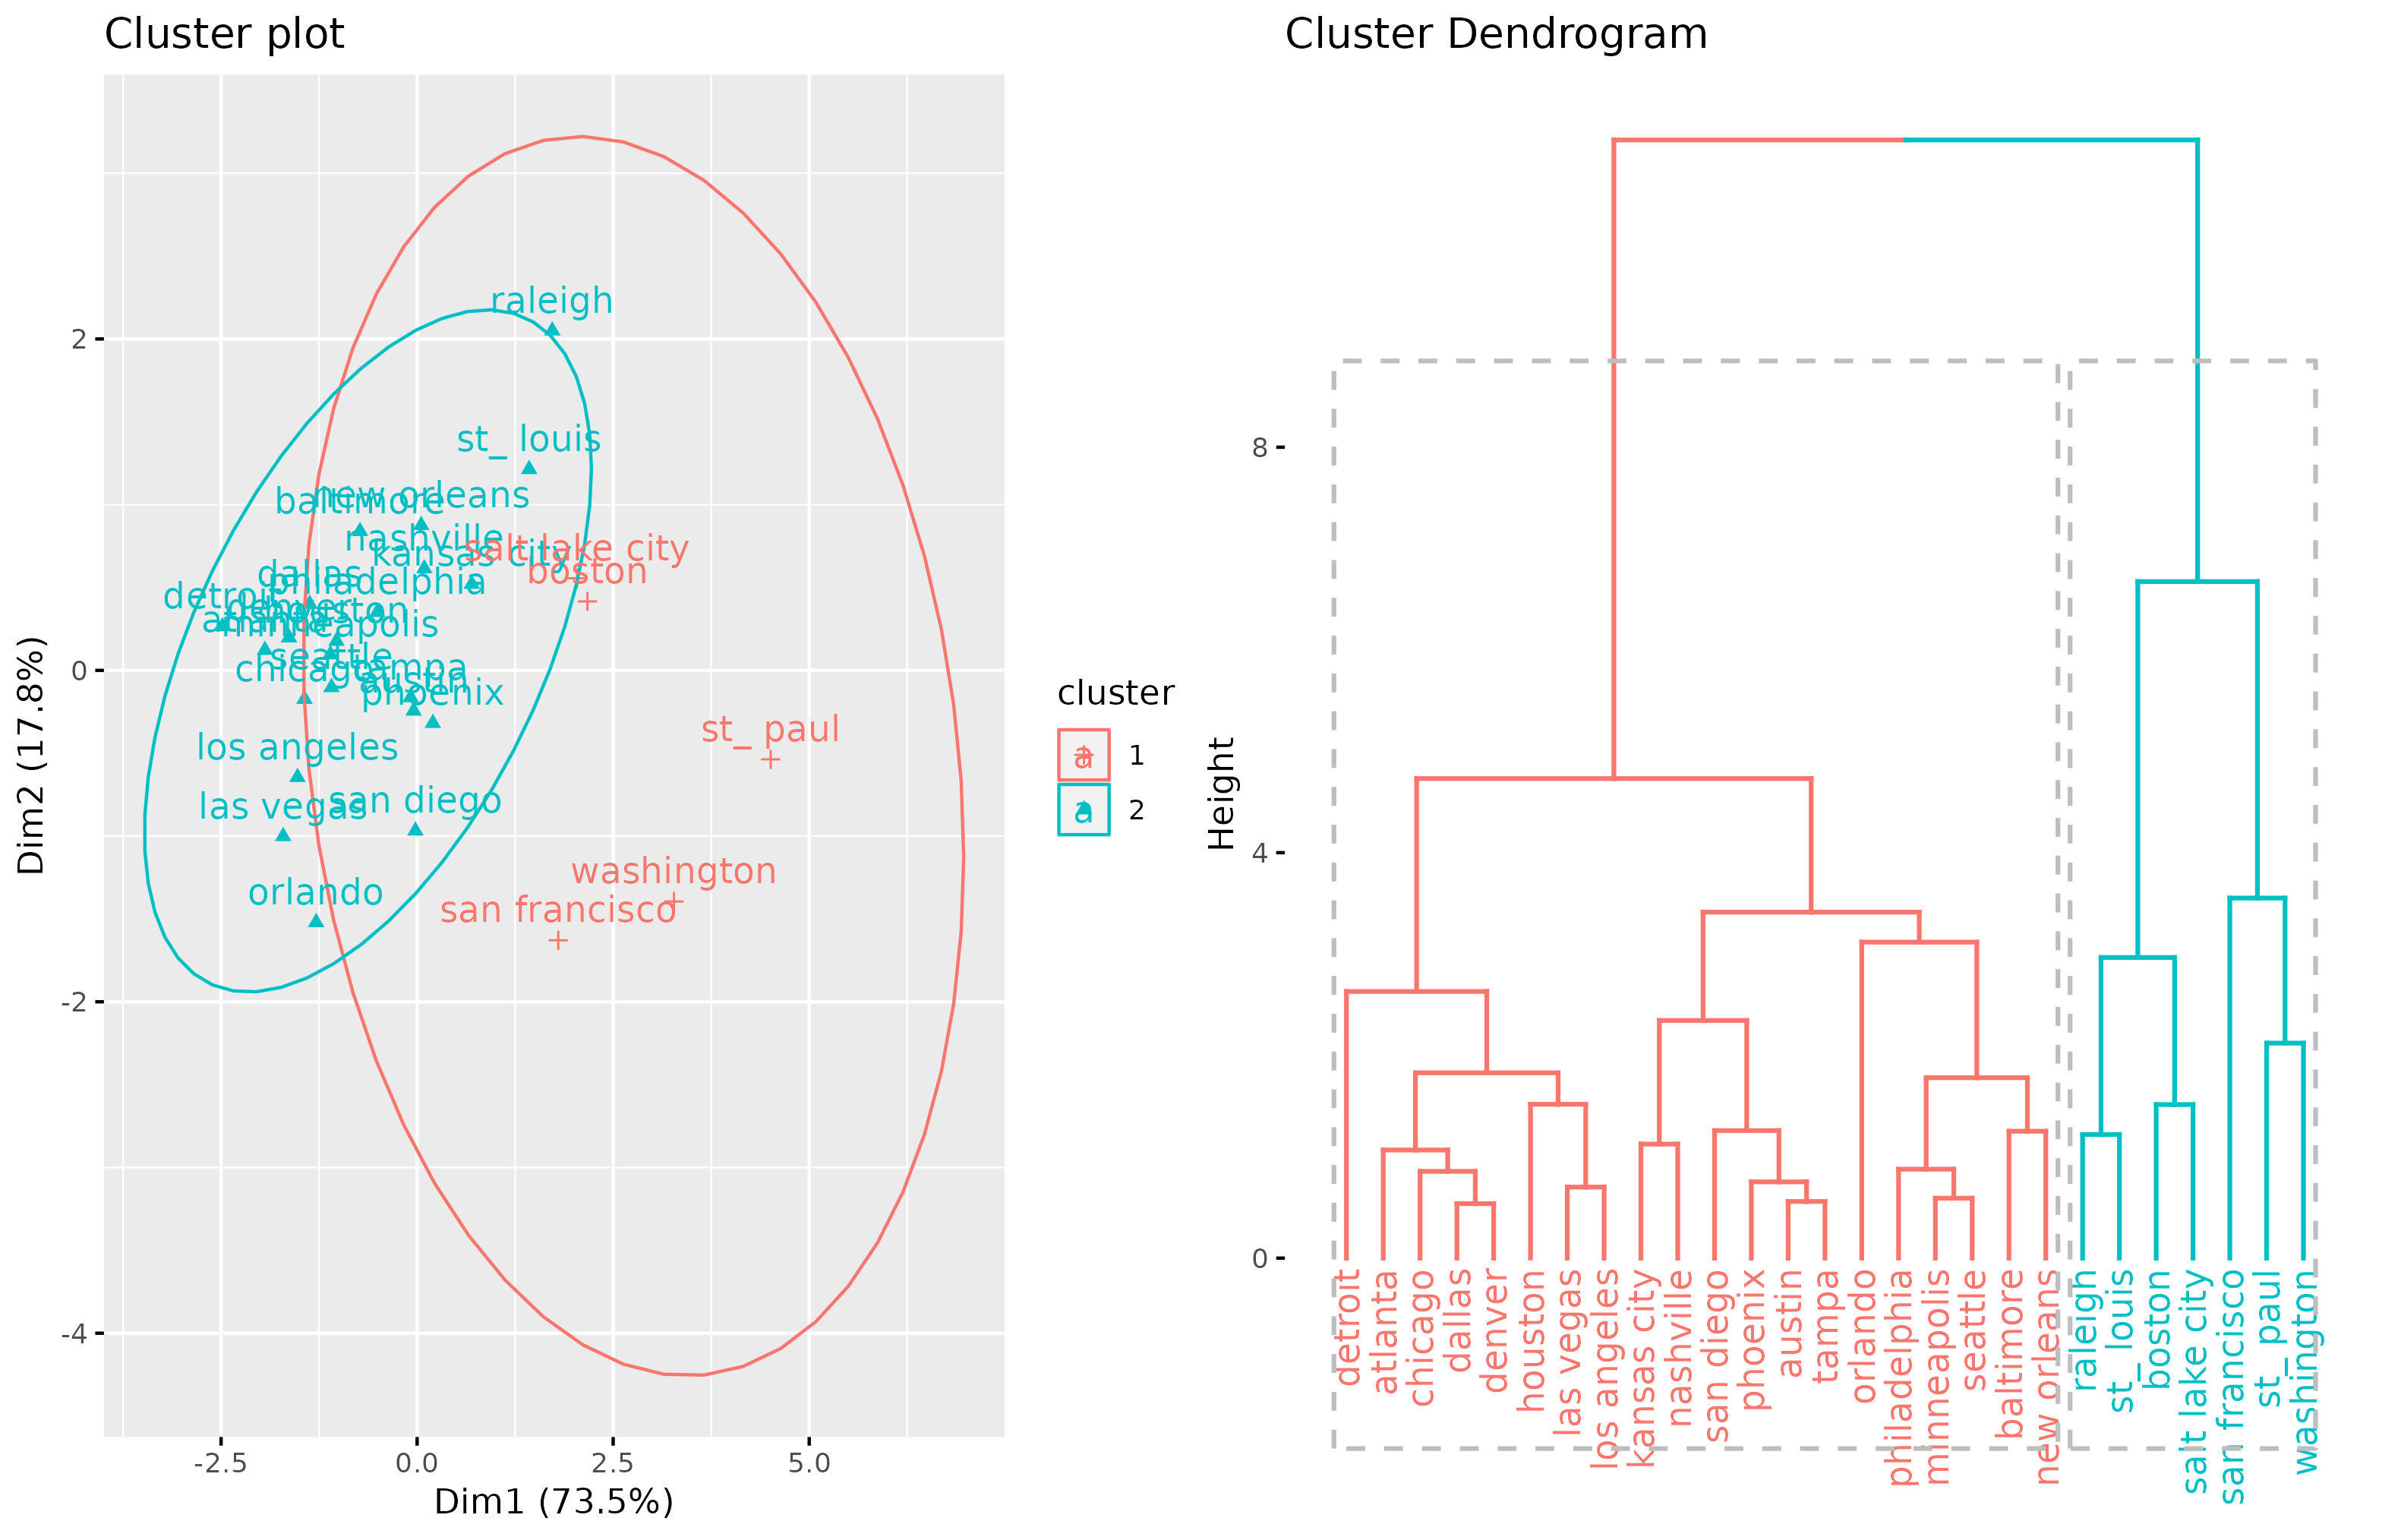 Cluster plot
raleigh
st_ louis
new orleans
baltimore
nashville
salt lake city
kansas city
boston
dallas
philadelphia
detroit
denver
houston
atlanta
minneapolis
seattle
chicago
tampa
austin
phoenix
st_ paul
los angeles
san diego
las vegas
washington
orlando
san francisco
2
0
-2
-4
-2.5
0.0
2.5
5.0
Dim1 (73.5%)
Dim2 (17.8%)
cluster
a 1
a 2
Cluster Dendrogram
Height
8
4
0
detroit
atlanta
chicago
dallas
denver
houston
las vegas
los angeles
kansas city
nashville
san diego
phoenix
austin
tampa
orlando
philadelphia
minneapolis
seattle
baltimore
new orleans
raleigh
st_ louis
boston
salt lake city
san francisco
st_ paul
washington